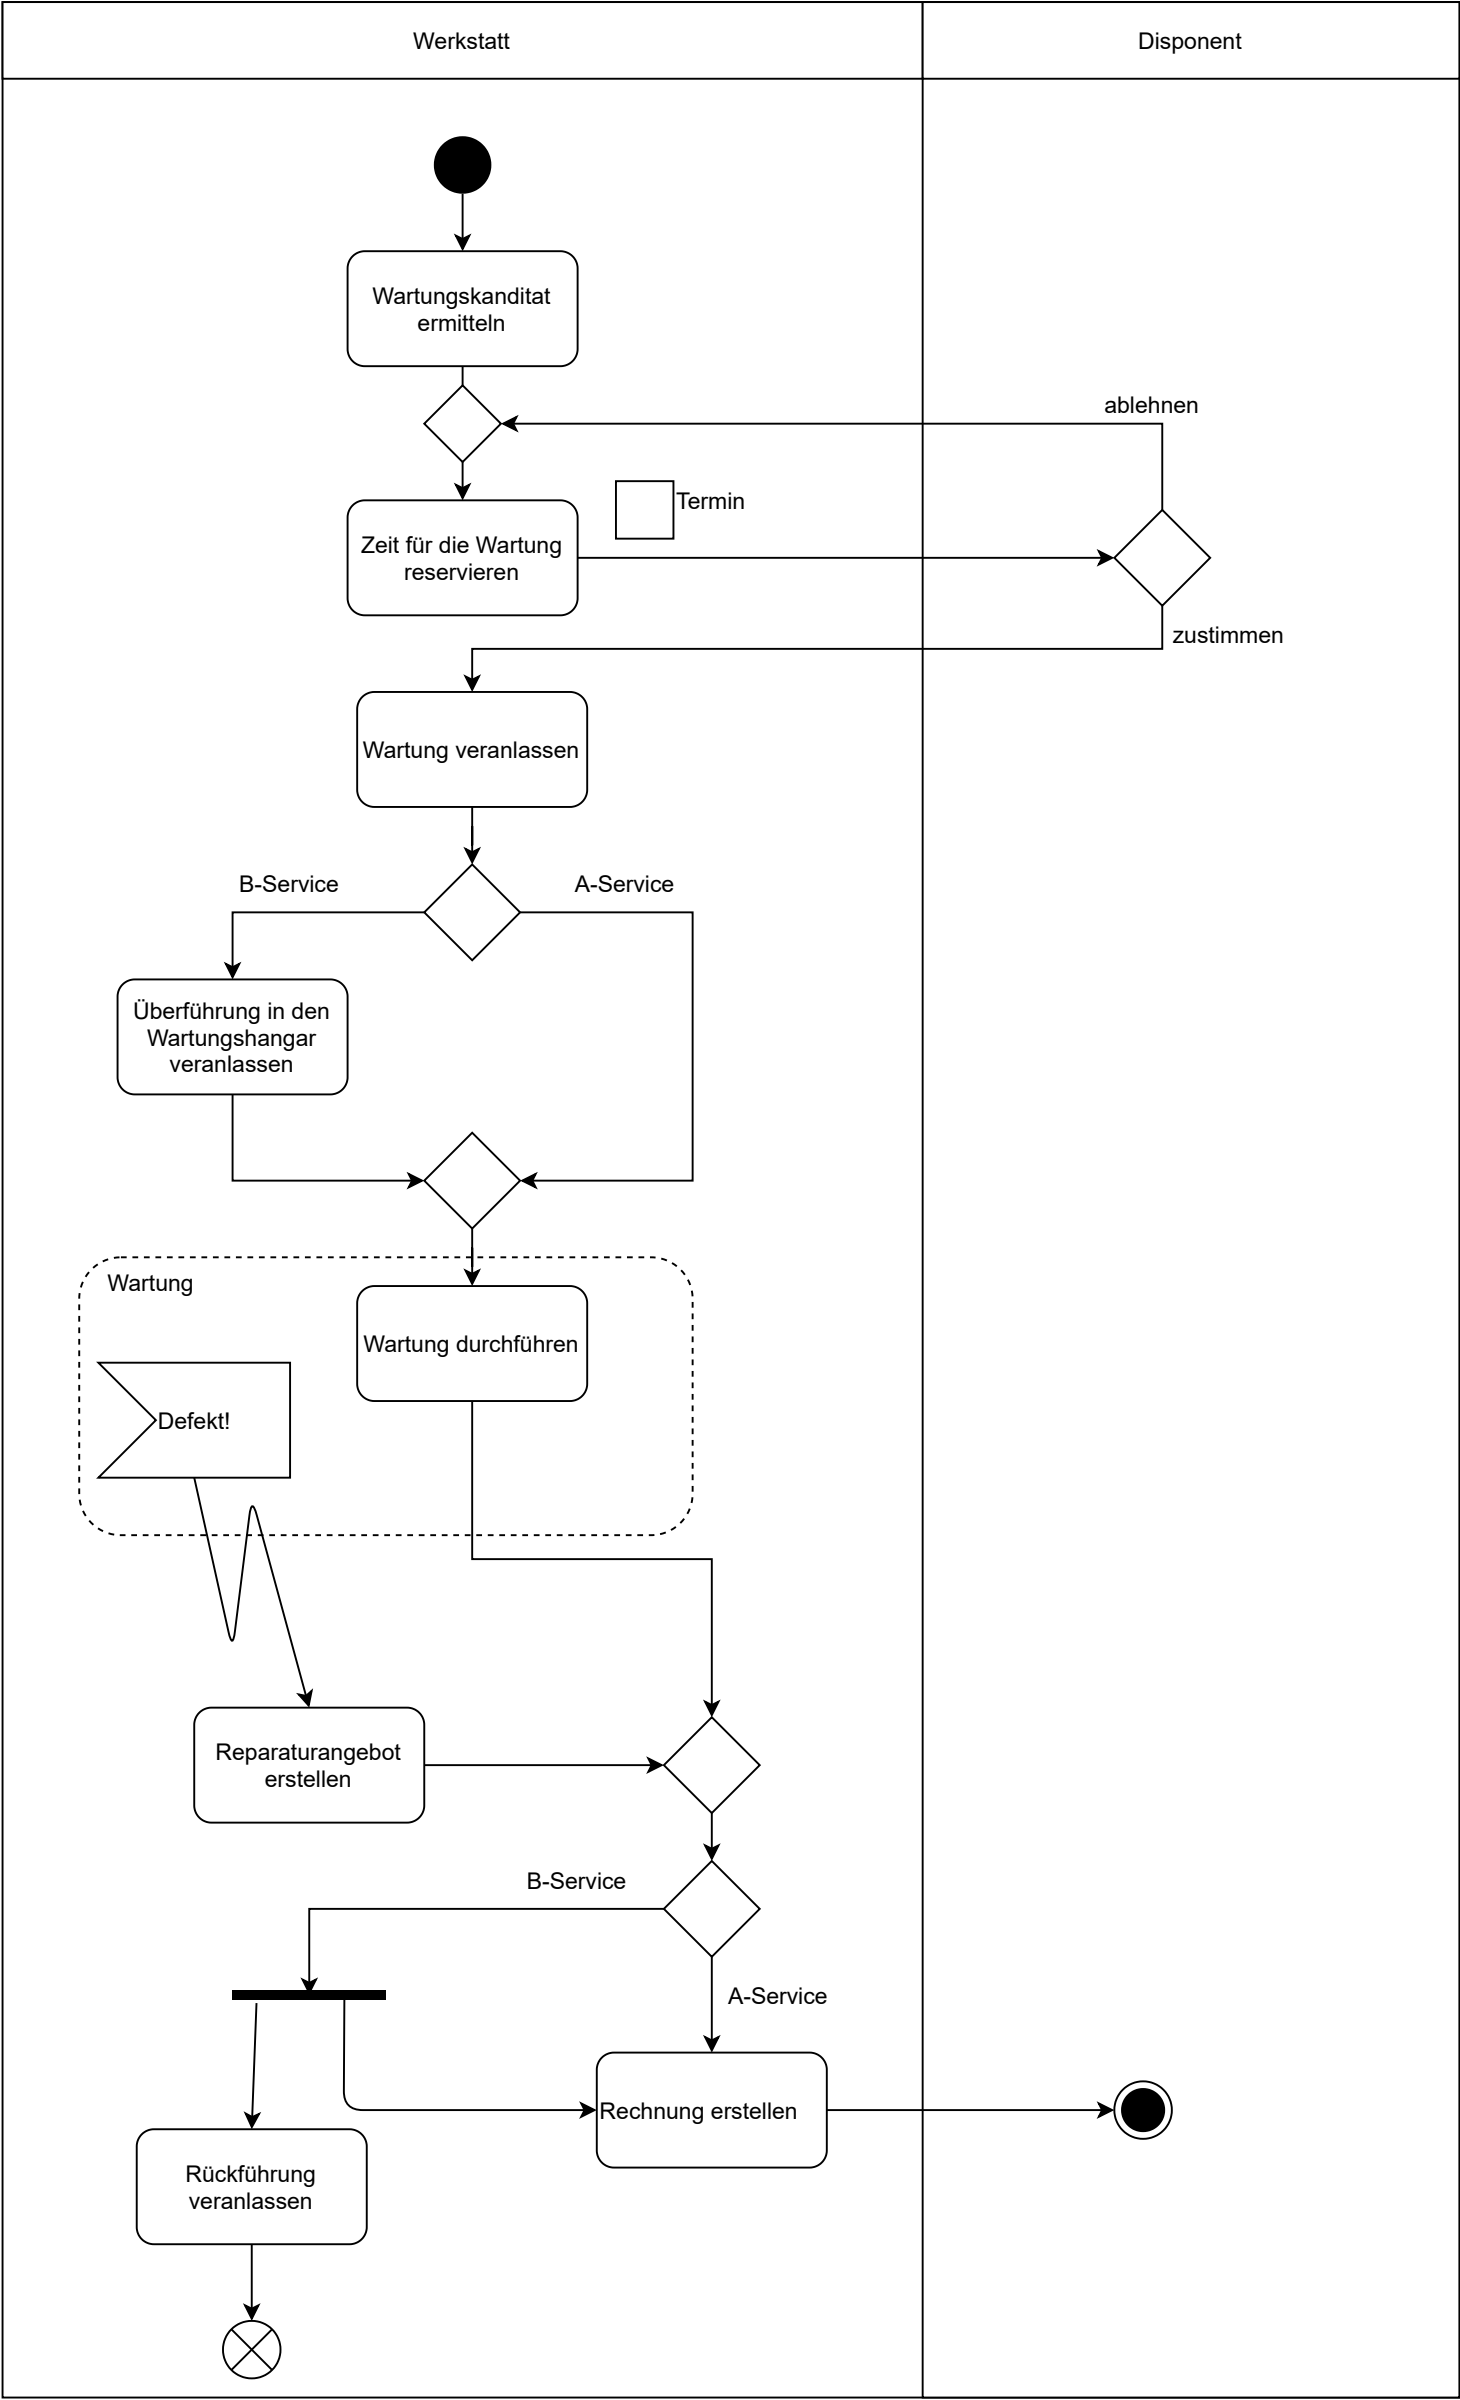 Werkstatt
Disponent
Wartungskanditat
ermitteln
ablehnen
Termin
Zeit für die Wartung
reservieren
zustimmen
Wartung veranlassen
B-Service
A-Service
Überführung in den
Wartungshangar
veranlassen
Wartung
Wartung durchführen
Defekt!
Reparaturangebot
erstellen
B-Service
A-Service
Rechnung erstellen
Rückführung
veranlassen